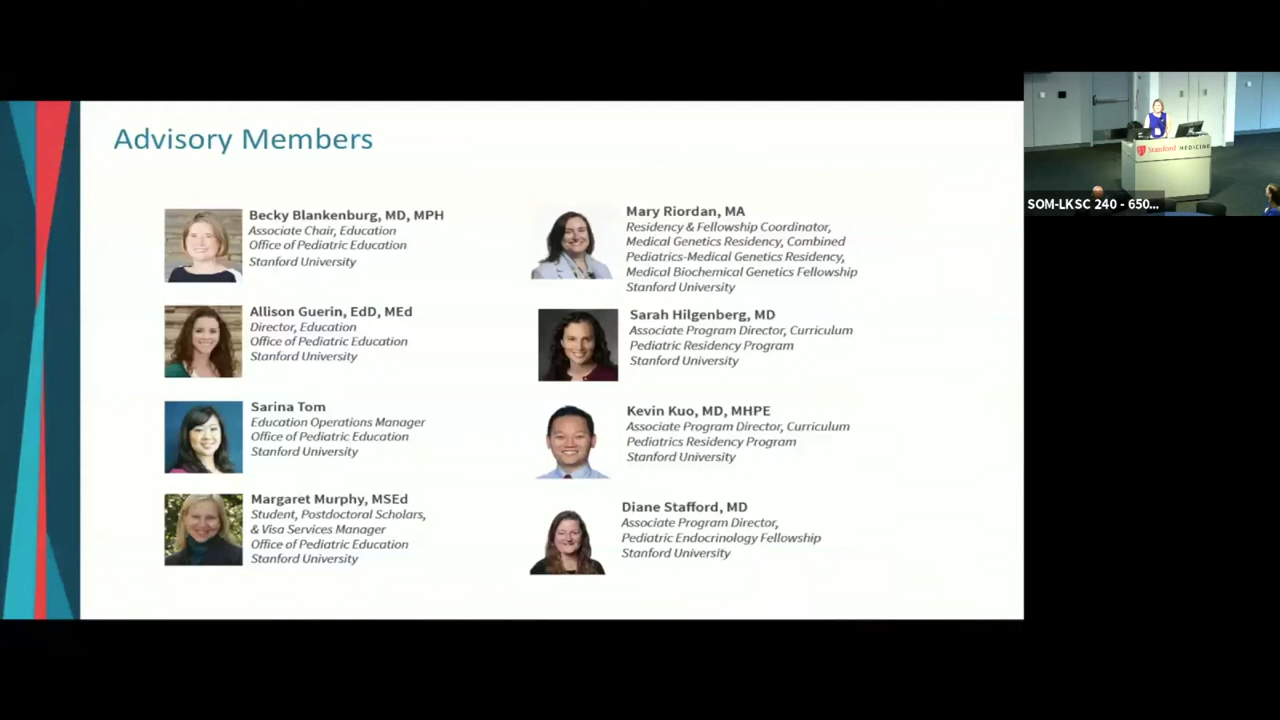 Advisory Members
Becky Blankenburg, MD, MPH
Associate Chair, Education
Office of Pediatric Education
Stanford University
Allison Guerin, EdD, MEd
Director, Education
Office of Pediatric Education
Stanford University
Sarina Tom
Education Operations Manager
Office of Pediatric Education
Stanford University
Margaret Murphy, MSEd
Student, Postdoctoral Scholars,
& Visa Services Manager
Office of Pediatric Education
Stanford University
Mary Riordan, MA
Residency & Fellowship Coordinator,
Medical Genetics Residency, Combined
Pediatrics-Medical Genetics Residency,
Medical Biochemical Genetics Fellowship
Stanford University
Sarah Hilgenberg, MD
Associate Program Director, Curriculum
Pediatric Residency Program
Stanford University
Kevin Kuo, MD, MHPE
Associate Program Director, Curriculum
Pediatrics Residency Program
Stanford University
Diane Stafford, MD
Associate Program Director,
Pediatric Endocrinology Fellowship
Stanford University
Stanford MEDICINE
SOM-LKSC 240 - 650...